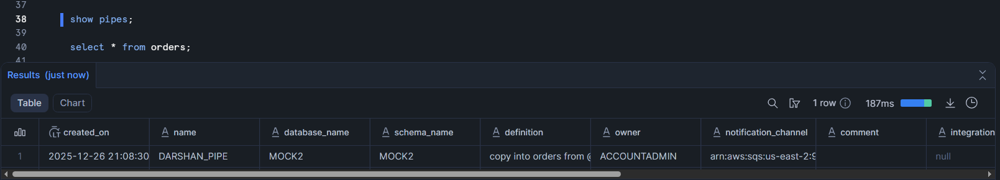 37
38 show pipes;
39
40 select * from orders;
41
Results (just now)
Table Chart 1 row 187ms
created_on name database_name schema_name definition owner notification_channel comment integration
1 2025-12-26 21:08:30 DARSHAN_PIPE MOCK2 MOCK2 copy into orders from @ ACCOUNTADMIN arn:aws:sqs:us-east-2:9 null